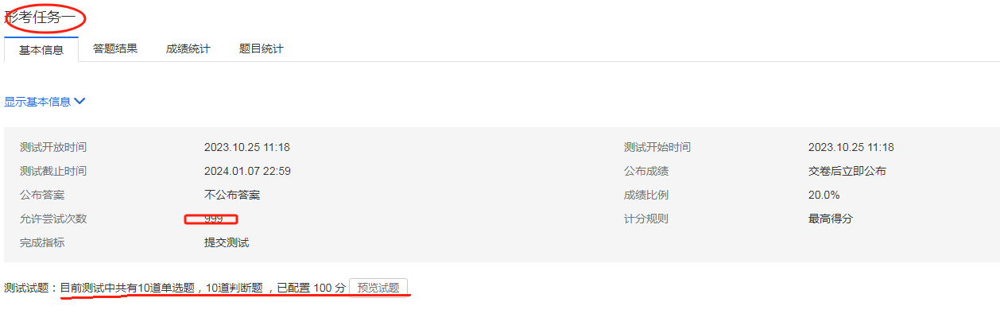 形考任务一
基本信息 答题结果 成绩统计 题目统计
显示基本信息
测试开放时间 2023.10.25 11:18 测试开始时间 2023.10.25 11:18
测试截止时间 2024.01.07 22:59 公布成绩 交卷后立即公布
公布答案 不公布答案 成绩比例 20.0%
允许尝试次数 999 计分规则 最高得分
完成指标 提交测试
测试试题：目前测试中共有10道单选题，10道判断题 ，已配置 100 分 预览试题